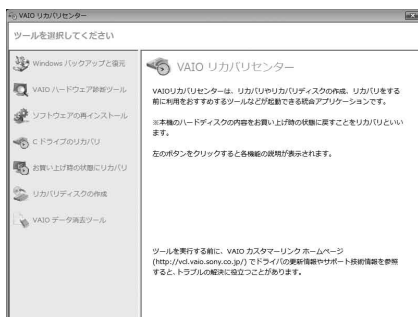 VAIO リカバリセンター
ツールを選択してください
Windows バックアップと復元
VAIO ハードウェア診断ツール
ソフトウェアの再インストール
C ドライブのリカバリ
お買い上げ時の状態にリカバリ
リカバリディスクの作成
VAIO データ消去ツール
VAIO リカバリセンター
VAIOリカバリセンターは、リカバリやリカバリディスクの作成、リカバリをする
前に利用をおすすめするツールなどが起動できる統合アプリケーションです。
※本機のハードディスクの内容をお買い上げ時の状態に戻すことをリカバリといい
ます。
左のボタンをクリックすると各機能の説明が表示されます。
ツールを実行する前に、VAIO カスタマーリンク ホームページ
(http://vcl.vaio.sony.co.jp/) でドライバの更新情報やサポート技術情報を参照
すると、トラブルの解決に役立つことがあります。